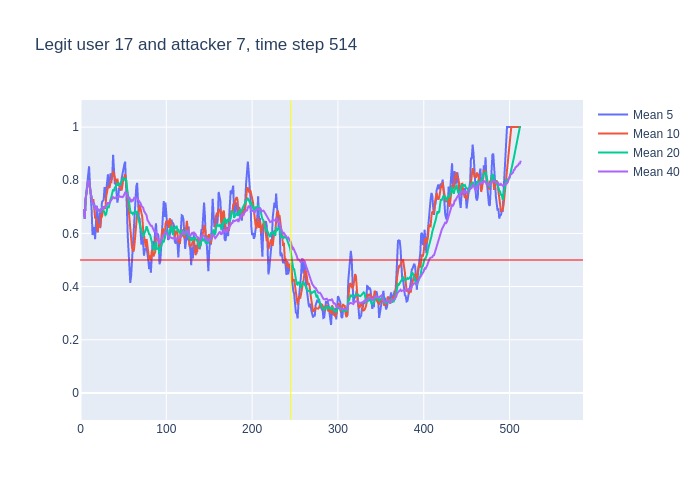 Legit user 17 and attacker 7, time step 514
Mean 5
Mean 10
Mean 20
Mean 40
1
0.8
0.6
0.4
0.2
0
0 100 200 300 400 500